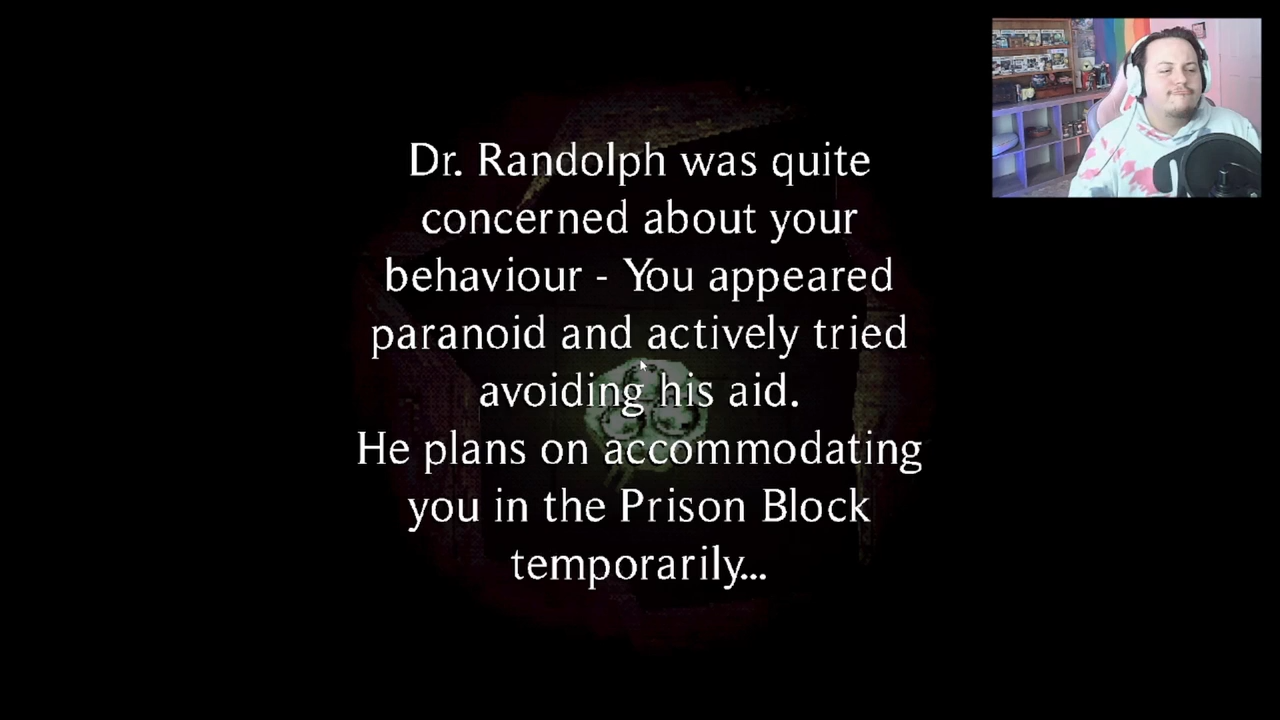 Dr. Randolph was quite
concerned about your
behaviour - You appeared
paranoid and actively tried
avoiding his aid.
He plans on accommodating
you in the Prison Block
temporarily...